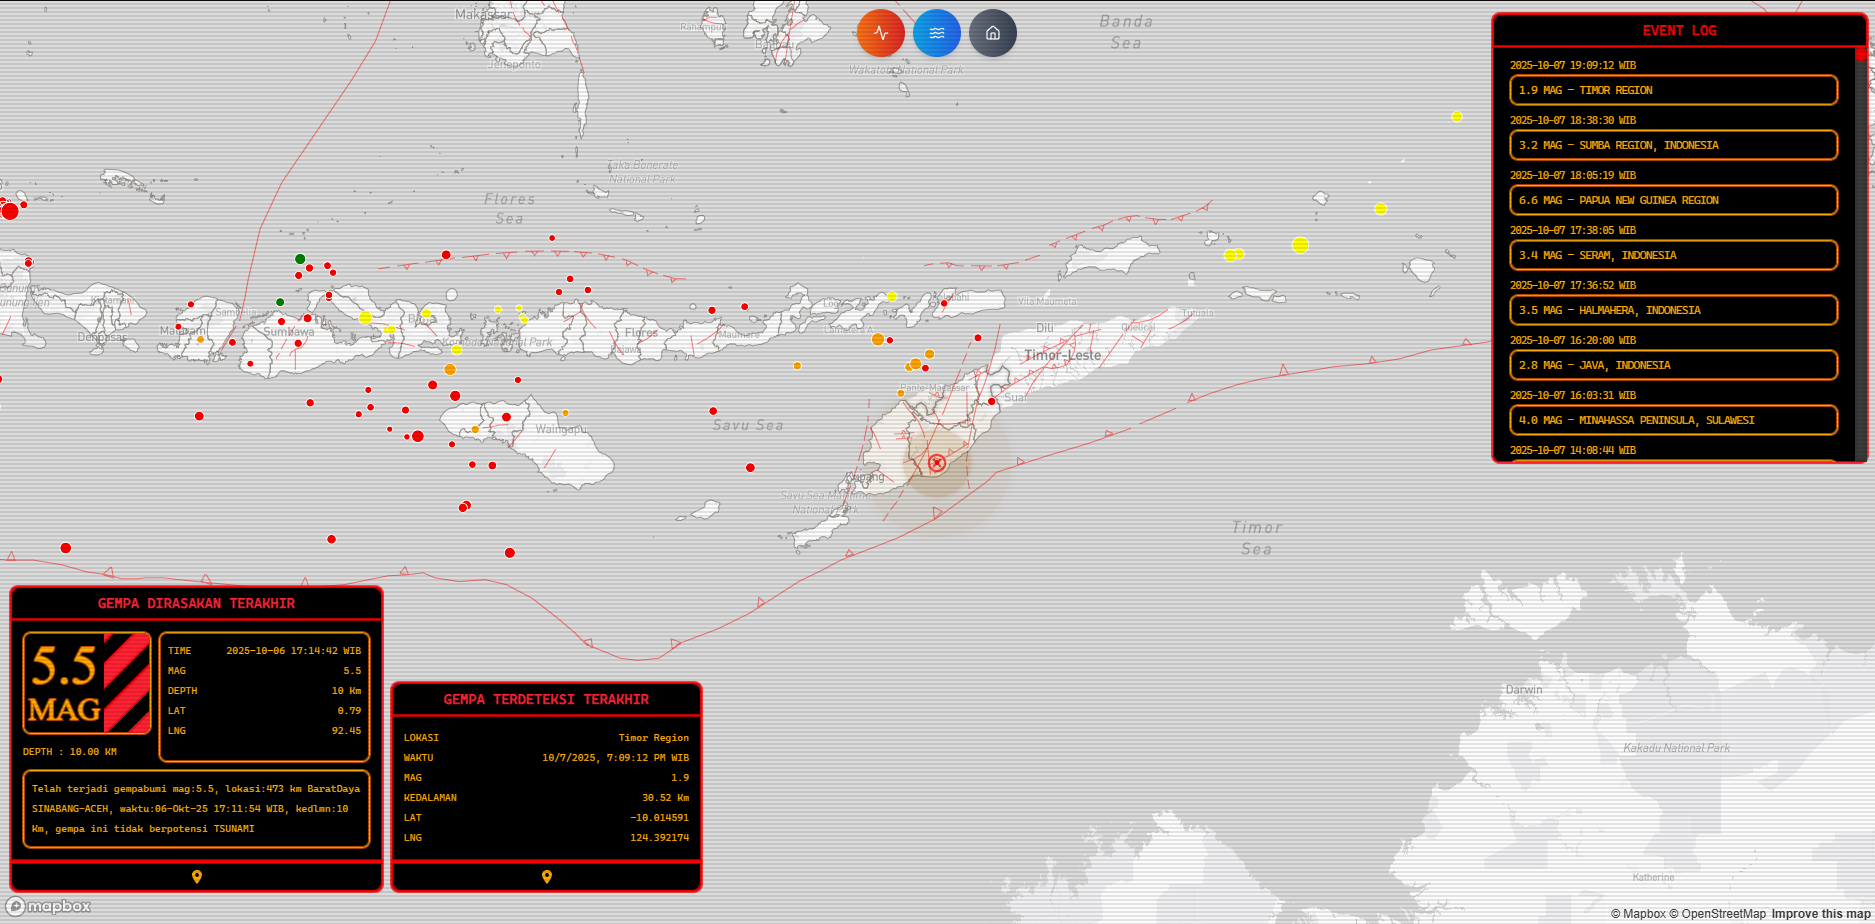 Makassar
Jeneponto
Wakatobi National Park
Banda
Sea
Taka Bonerate
National Park
Flores
Sea
Denpasar
Mataram
Sumbawa
Bima
Komodo National Park
Flores
Maumere
Vila Maumeta
Dili
Timor-Leste
Tutuala
Pante Macassar
Suai
Waingapu
Savu Sea
Kupang
Savu Sea Marine
National Park
Timor
Sea
Darwin
Kakadu National Park
Katherine
EVENT LOG
2025-10-07 19:09:12 WIB
1.9 MAG - TIMOR REGION
2025-10-07 18:38:30 WIB
3.2 MAG - SUMBA REGION, INDONESIA
2025-10-07 18:05:19 WIB
6.6 MAG - PAPUA NEW GUINEA REGION
2025-10-07 17:38:05 WIB
3.4 MAG - SERAM, INDONESIA
2025-10-07 17:36:52 WIB
3.5 MAG - HALMAHERA, INDONESIA
2025-10-07 16:20:00 WIB
2.8 MAG - JAVA, INDONESIA
2025-10-07 16:03:31 WIB
4.0 MAG - MINAHASSA PENINSULA, SULAWESI
2025-10-07 14:08:44 WIB
GEMPA DIRASAKAN TERAKHIR
5.5
MAG
DEPTH : 10.00 KM
TIME 2025-10-06 17:14:42 WIB
MAG 5.5
DEPTH 10 Km
LAT 0.79
LNG 92.45
Telah terjadi gempabumi mag:5.5, lokasi:473 km BaratDaya
SINABANG-ACEH, waktu:06-Okt-25 17:11:54 WIB, kedlmn:10
Km, gempa ini tidak berpotensi TSUNAMI
GEMPA TERDETEKSI TERAKHIR
LOKASI Timor Region
WAKTU 10/7/2025, 7:09:12 PM WIB
MAG 1.9
KEDALAMAN 30.52 Km
LAT -10.014591
LNG 124.392174
mapbox
© Mapbox © OpenStreetMap Improve this map